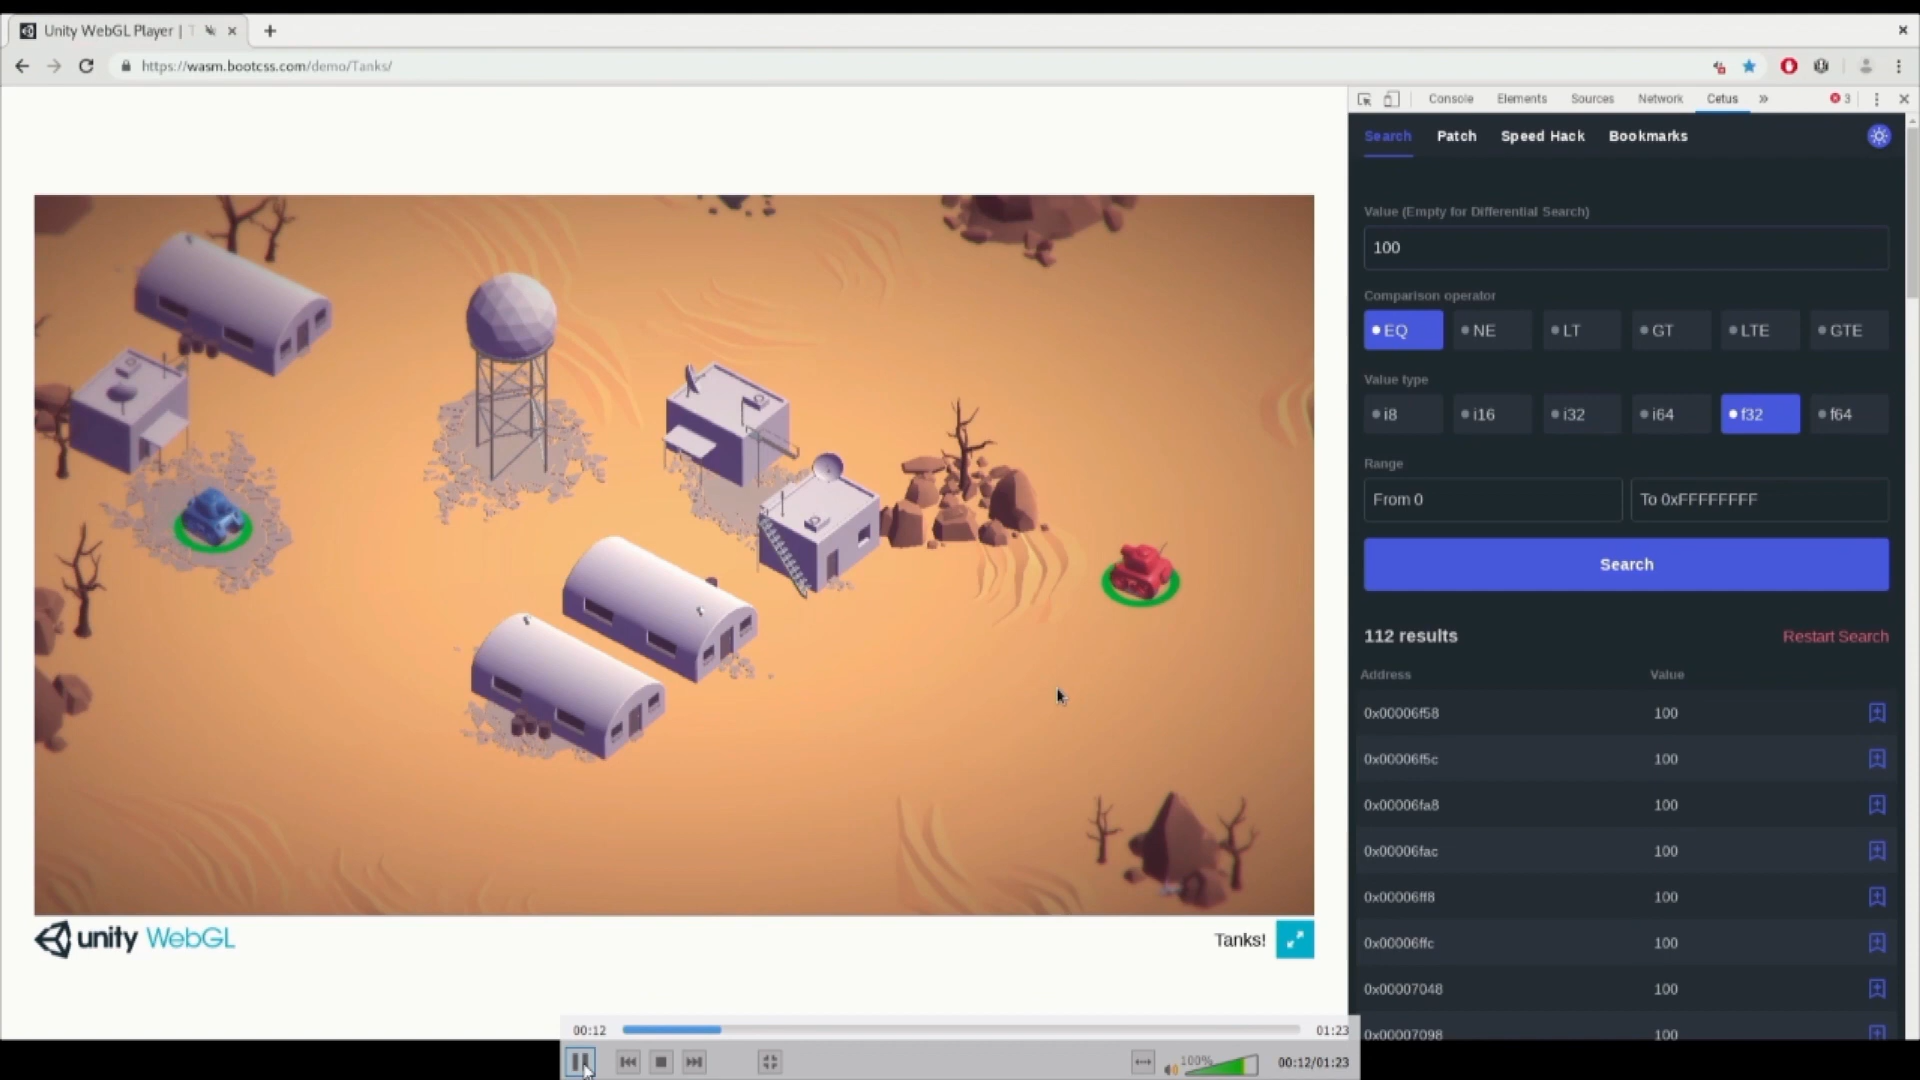 Unity WebGL Player | T
https://wasm.bootcss.com/demo/Tanks/
Console Elements Sources Network Cetus » 3
Search Patch Speed Hack Bookmarks
Value (Empty for Differential Search)
100
Comparison operator
EQ NE LT GT LTE GTE
Value type
i8 i16 i32 i64 f32 f64
Range
From 0 To 0xFFFFFFFF
Search
112 results Restart Search
Address Value
0x00006f58 100
0x00006f5c 100
0x00006fa8 100
0x00006fac 100
0x00006ff8 100
0x00006ffc 100
0x00007048 100
0x00007098 100
unity WebGL
Tanks!
00:12 01:23
100% 00:12/01:23